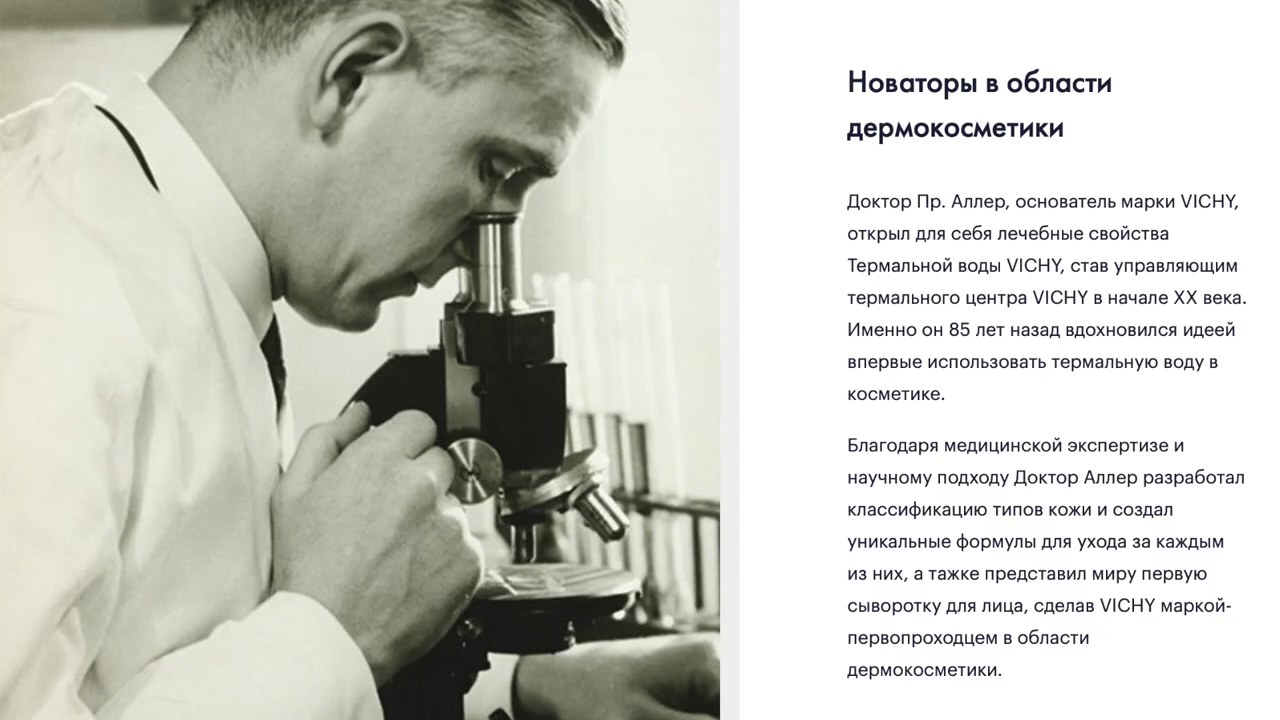 Новаторы в области
дермокосметики
Доктор Пр. Аллер, основатель марки VICHY,
открыл для себя лечебные свойства
Термальной воды VICHY, став управляющим
термального центра VICHY в начале XX века.
Именно он 85 лет назад вдохновился идеей
впервые использовать термальную воду в
косметике.
Благодаря медицинской экспертизе и
научному подходу Доктор Аллер разработал
классификацию типов кожи и создал
уникальные формулы для ухода за каждым
из них, а также представил миру первую
сыворотку для лица, сделав VICHY маркой-
первопроходцем в области
дермокосметики.